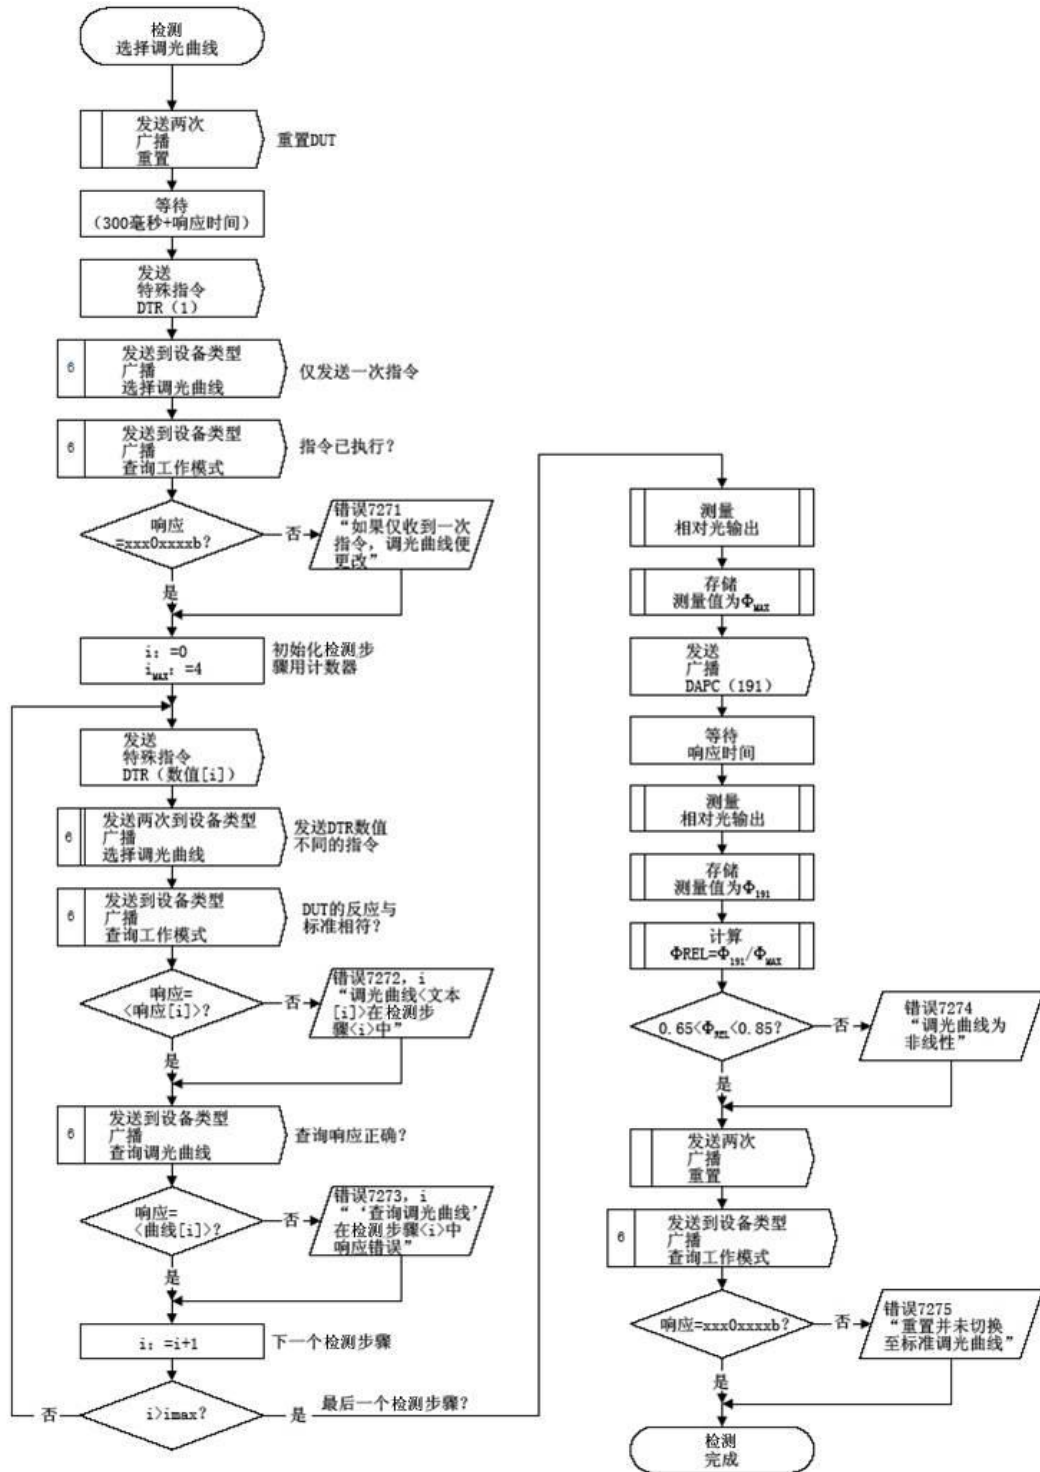 检测
选择调光曲线
发送两次
广播
重置
重置DUT
等待
（300毫秒+响应时间）
发送
特殊指令
DTR（1）
6
发送到设备类型
广播
选择调光曲线
仅发送一次指令
6
发送到设备类型
广播
查询工作模式
指令已执行？
响应
=xxx0xxxxb？
否
错误7271
“如果仅收到一次
指令，调光曲线便
更改”
是
i：=0
iMAX：=4
初始化检测步
骤用计数器
发送
特殊指令
DTR（数值[i]）
6
发送两次到设备类型
广播
选择调光曲线
发送DTR数值
不同的指令
6
发送到设备类型
广播
查询工作模式
DUT的反应与
标准相符？
响应=
<响应[i]>？
否
错误7272，i
“调光曲线<文本
[i]>在检测步
骤<i>中”
是
6
发送到设备类型
广播
查询调光曲线
查询响应正确？
响应=
<曲线[i]>？
否
错误7273，i
“‘查询调光曲线’
在检测步骤<i>中
响应错误”
是
i：=i+1
下一个检测步骤
否
i>imax？
是
最后一个检测步骤？
测量
相对光输出
存储
测量值为ΦMAX
发送
广播
DAPC（191）
等待
响应时间
测量
相对光输出
存储
测量值为Φ191
计算
ΦREL=Φ191/ΦMAX
0.65<ΦREL<0.85？
否
错误7274
“调光曲线为
非线性”
是
发送两次
广播
重置
6
发送到设备类型
广播
查询工作模式
响应=xxx0xxxxb？
否
错误7275
“重置并未切换
至标准调光曲线”
是
检测
完成